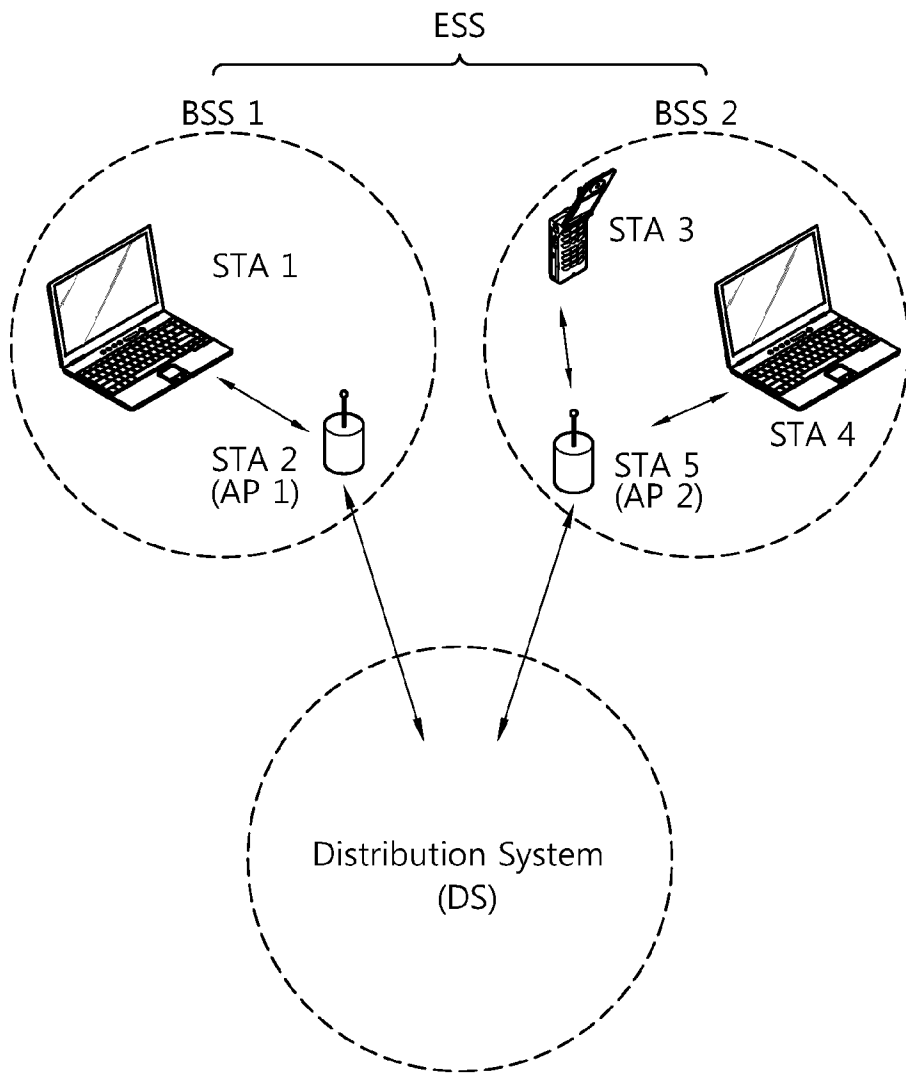 ESS
BSS 1
BSS 2
STA 1
STA 2
(AP 1)
STA 3
STA 4
STA 5
(AP 2)
Distribution System
(DS)